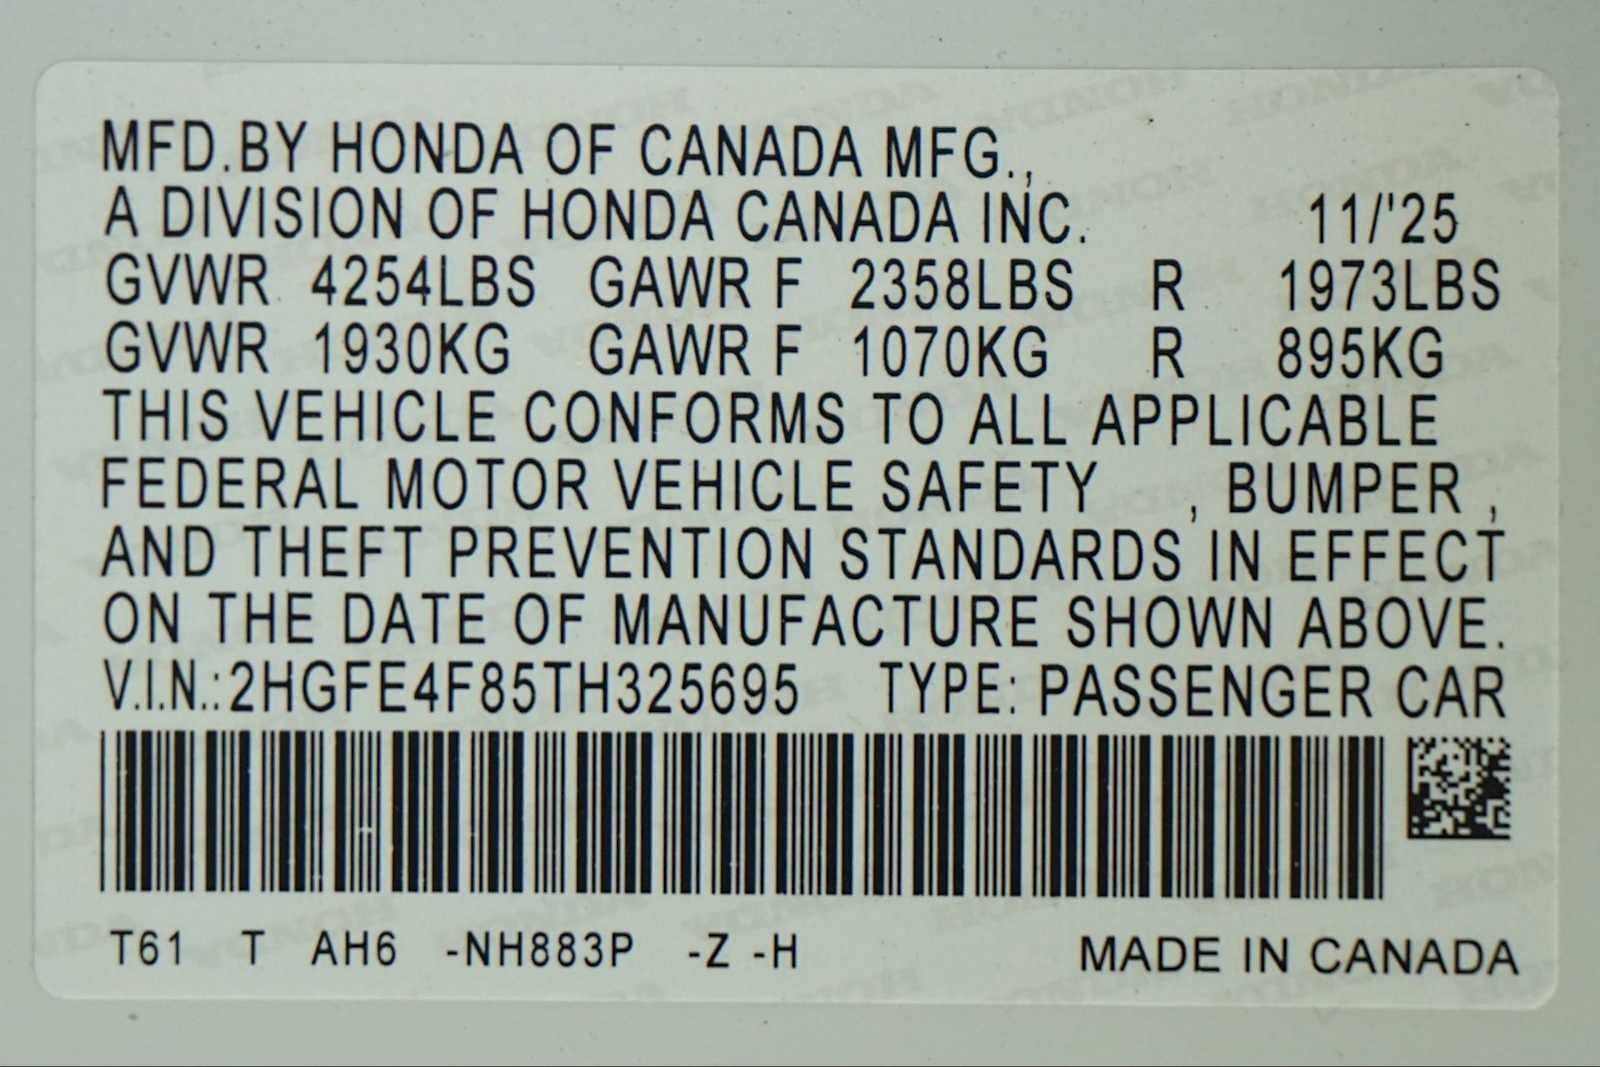 MFD.BY HONDA OF CANADA MFG.,
A DIVISION OF HONDA CANADA INC. 11/'25
GVWR 4254LBS GAWR F 2358LBS R 1973LBS
GVWR 1930KG GAWR F 1070KG R 895KG
THIS VEHICLE CONFORMS TO ALL APPLICABLE
FEDERAL MOTOR VEHICLE SAFETY , BUMPER ,
AND THEFT PREVENTION STANDARDS IN EFFECT
ON THE DATE OF MANUFACTURE SHOWN ABOVE.
V.I.N.:2HGFE4F85TH325695 TYPE: PASSENGER CAR
T61 T AH6 -NH883P -Z -H MADE IN CANADA